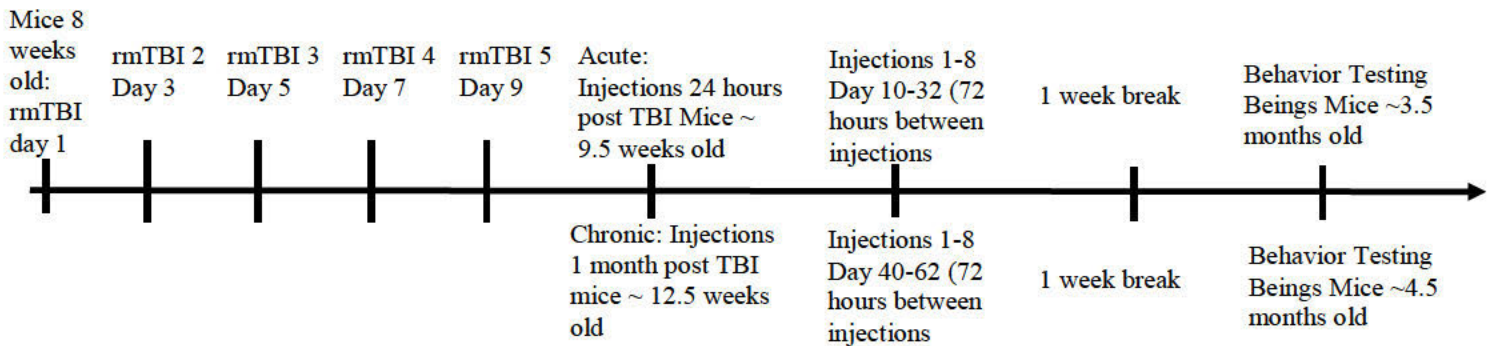 Mice 8
weeks
old:
rmTBI
day 1
rmTBI 2
Day 3
rmTBI 3
Day 5
rmTBI 4
Day 7
rmTBI 5
Day 9
Acute:
Injections 24 hours
post TBI Mice ~
9.5 weeks old
Injections 1-8
Day 10-32 (72
hours between
injections
1 week break
Behavior Testing
Beings Mice ~3.5
months old
Chronic: Injections
1 month post TBI
mice ~ 12.5 weeks
old
Injections 1-8
Day 40-62 (72
hours between
injections
1 week break
Behavior Testing
Beings Mice ~4.5
months old